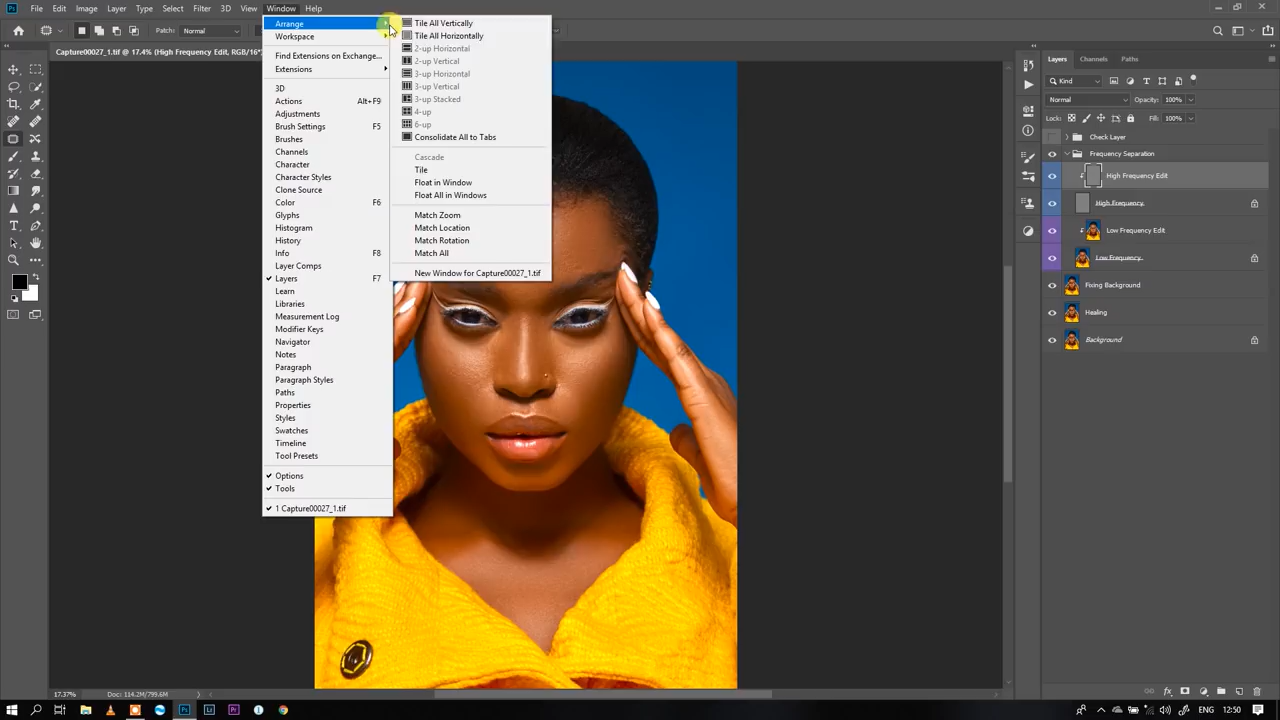 File Edit Image Layer Type Select Filter 3D View Window Help
Patch: Normal
Capture00027_1.tif @ 17.4% (High Frequency Edit, RGB/16*
Arrange
Workspace
Find Extensions on Exchange...
Extensions
3D
Actions Alt+F9
Adjustments
Brush Settings F5
Brushes
Channels
Character
Character Styles
Clone Source
Color F6
Glyphs
Histogram
History
Info F8
Layer Comps
Layers F7
Learn
Libraries
Measurement Log
Modifier Keys
Navigator
Notes
Paragraph
Paragraph Styles
Paths
Properties
Styles
Swatches
Timeline
Tool Presets
Options
Tools
1 Capture00027_1.tif
Tile All Vertically
Tile All Horizontally
2-up Horizontal
2-up Vertical
3-up Horizontal
3-up Vertical
3-up Stacked
4-up
6-up
Consolidate All to Tabs
Cascade
Tile
Float in Window
Float All in Windows
Match Zoom
Match Location
Match Rotation
Match All
New Window for Capture00027_1.tif
Layers Channels Paths
Kind
Normal Opacity: 100%
Lock: Fill: 100%
Check Layer
Frequency Separation
High Frequency Edit
High Frequency
Low Frequency Edit
Low Frequency
Fixing Background
Healing
Background
17.37% Doc: 114.2M/799.6M
ENG 12:50